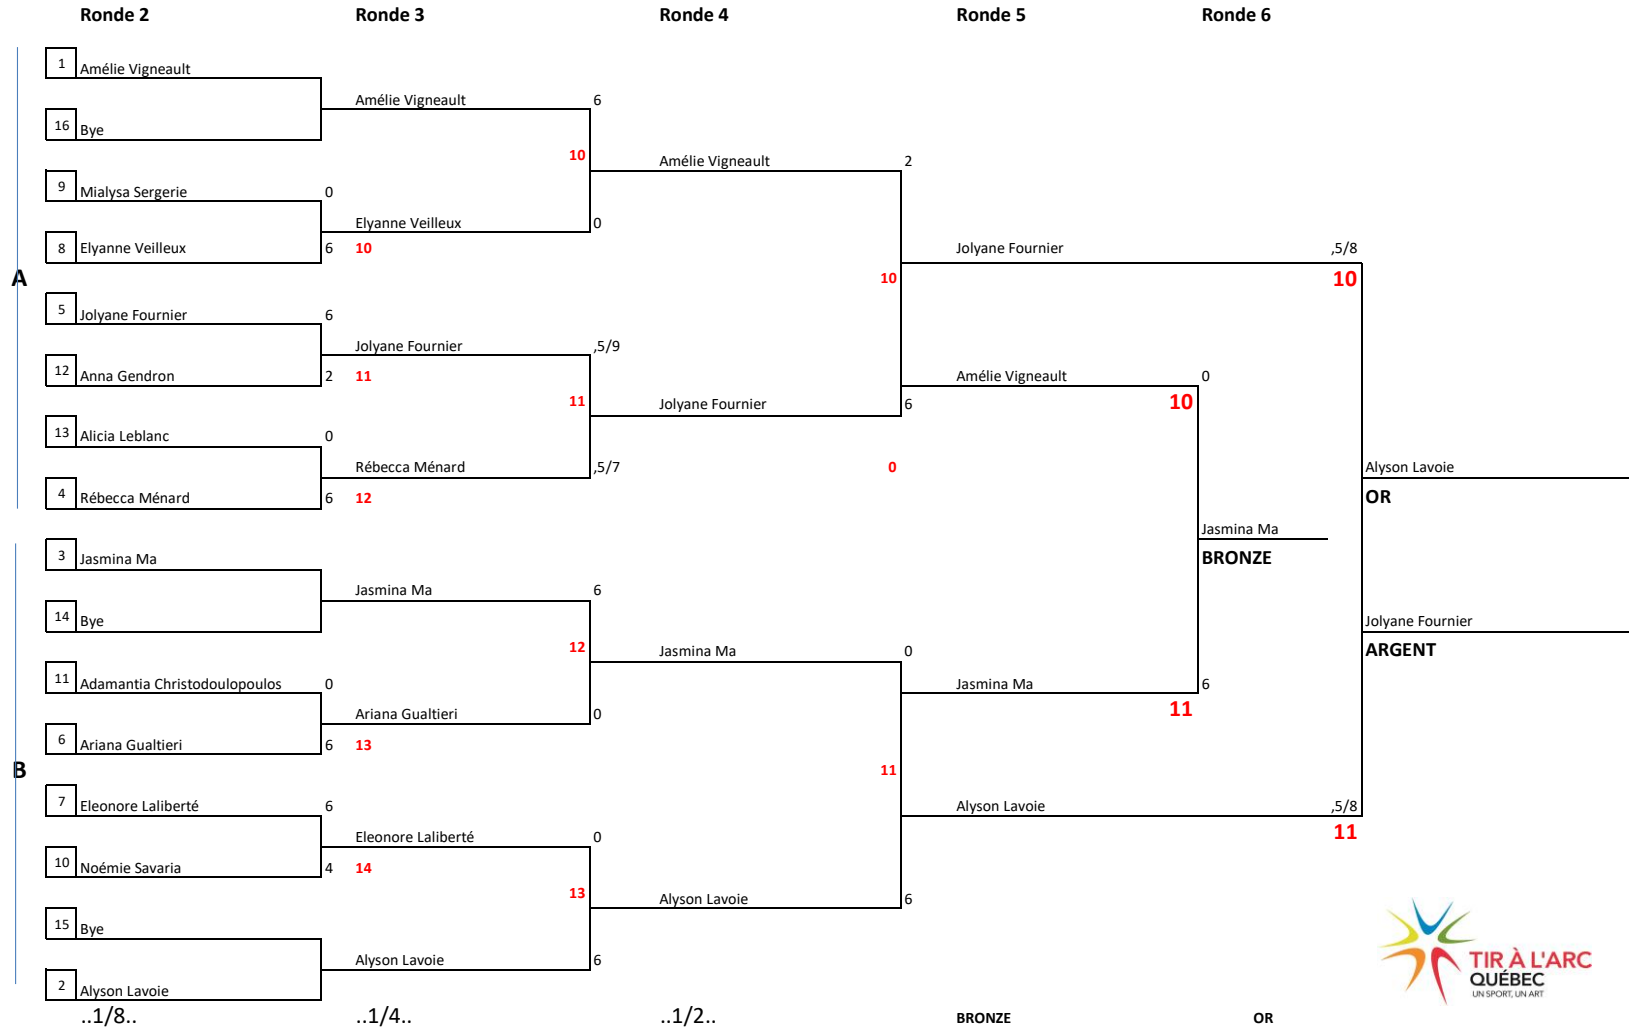 Ronde 2 Ronde 3 Ronde 4 Ronde 5 Ronde 6
1 Amélie Vigneault
Amélie Vigneault 6
16 Bye
10 Amélie Vigneault 2
9 Mialysa Sergerie 0
Elyanne Veilleux 0
8 Elyanne Veilleux 6 10 Jolyane Fournier ,5/8
A 10 10
5 Jolyane Fournier 6
Jolyane Fournier ,5/9
12 Anna Gendron 2 11 Amélie Vigneault 0
11 Jolyane Fournier 6 10
13 Alicia Leblanc 0
Rébecca Ménard ,5/7 0 Alyson Lavoie
4 Rébecca Ménard 6 12 OR
Jasmina Ma
3 Jasmina Ma BRONZE
Jasmina Ma 6
14 Bye Jolyane Fournier
12 Jasmina Ma 0 ARGENT
11 Adamantia Christodoulopoulos 0 Jasmina Ma 6
Ariana Gualtieri 0 11
6 Ariana Gualtieri 6 13
B 11
7 Eleonore Laliberté 6 Alyson Lavoie ,5/8
Eleonore Laliberté 0 11
10 Noémie Savaria 4 14
13 Alyson Lavoie 6
15 Bye
Alyson Lavoie 6
2 Alyson Lavoie
TIR À L'ARC
QUÉBEC
UN SPORT, UN ART
..1/8.. ..1/4.. ..1/2.. BRONZE OR